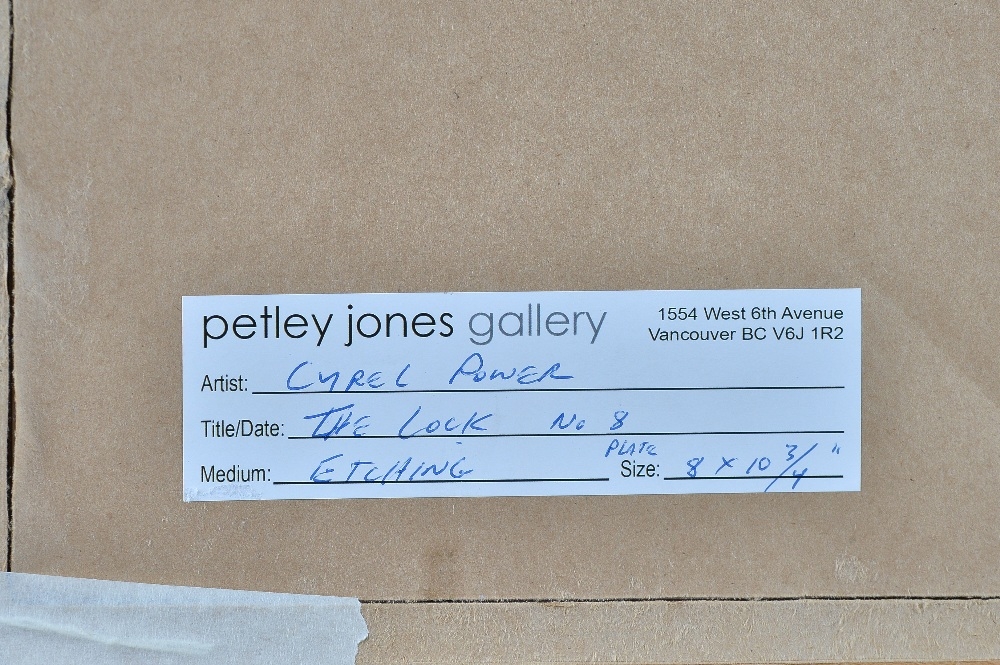 petley jones gallery
1554 West 6th Avenue
Vancouver BC V6J 1R2
Artist: CYREL POWER
Title/Date: THE LOCK No 8
Medium: ETCHING PLATE Size: 8 x 10 3/4"